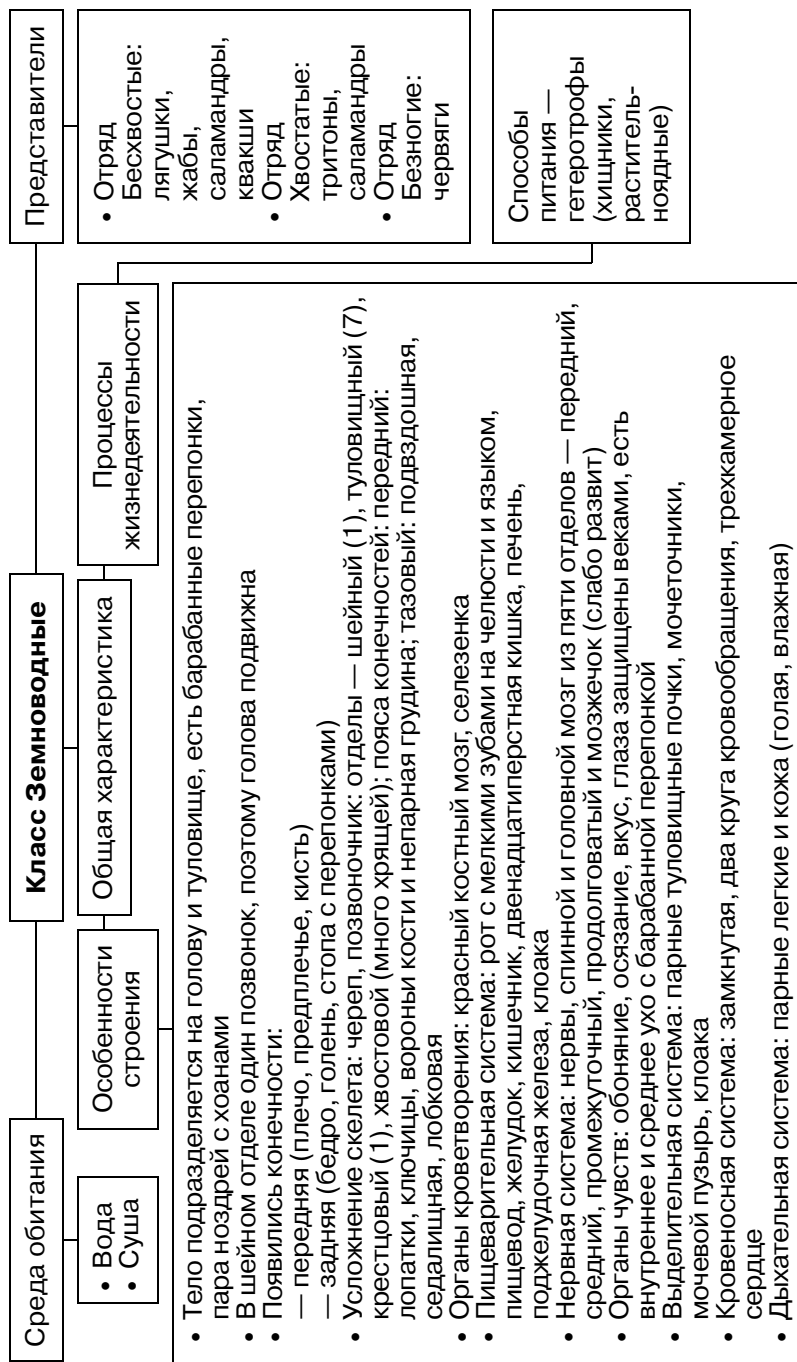 Класс Земноводные
Среда обитания
• Вода
• Суша
Особенности
строения
Общая характеристика
Процессы
жизнедеятельности
Представители
• Отряд
Бесхвостые:
лягушки,
жабы,
саламандры,
квакши
• Отряд
Хвостатые:
тритоны,
саламандры
• Отряд
Безногие:
червяги
Способы
питания —
гетеротрофы
(хищники,
раститель-
ноядные)
• Тело подразделяется на голову и туловище, есть барабанные перепонки,
пара ноздрей с хоанами
• В шейном отделе один позвонок, поэтому голова подвижна
• Появились конечности:
— передняя (плечо, предплечье, кисть)
— задняя (бедро, голень, стопа с перепонками)
• Усложнение скелета: череп, позвоночник: отделы — шейный (1), туловищный (7),
крестцовый (1), хвостовой (много хрящей); пояса конечностей: передний:
лопатки, ключицы, вороньи кости и непарная грудина; тазовый: подвздошная,
седалищная, лобковая
• Органы кроветворения: красный костный мозг, селезенка
• Пищеварительная система: рот с мелкими зубами на челюсти и языком,
пищевод, желудок, кишечник, двенадцатиперстная кишка, печень,
поджелудочная железа, клоака
• Нервная система: нервы, спинной и головной мозг из пяти отделов — передний,
средний, промежуточный, продолговатый и мозжечок (слабо развит)
• Органы чувств: обоняние, осязание, вкус, глаза защищены веками, есть
внутреннее и среднее ухо с барабанной перепонкой
• Выделительная система: парные туловищные почки, мочеточники,
мочевой пузырь, клоака
• Кровеносная система: замкнутая, два круга кровообращения, трехкамерное
сердце
• Дыхательная система: парные легкие и кожа (голая, влажная)